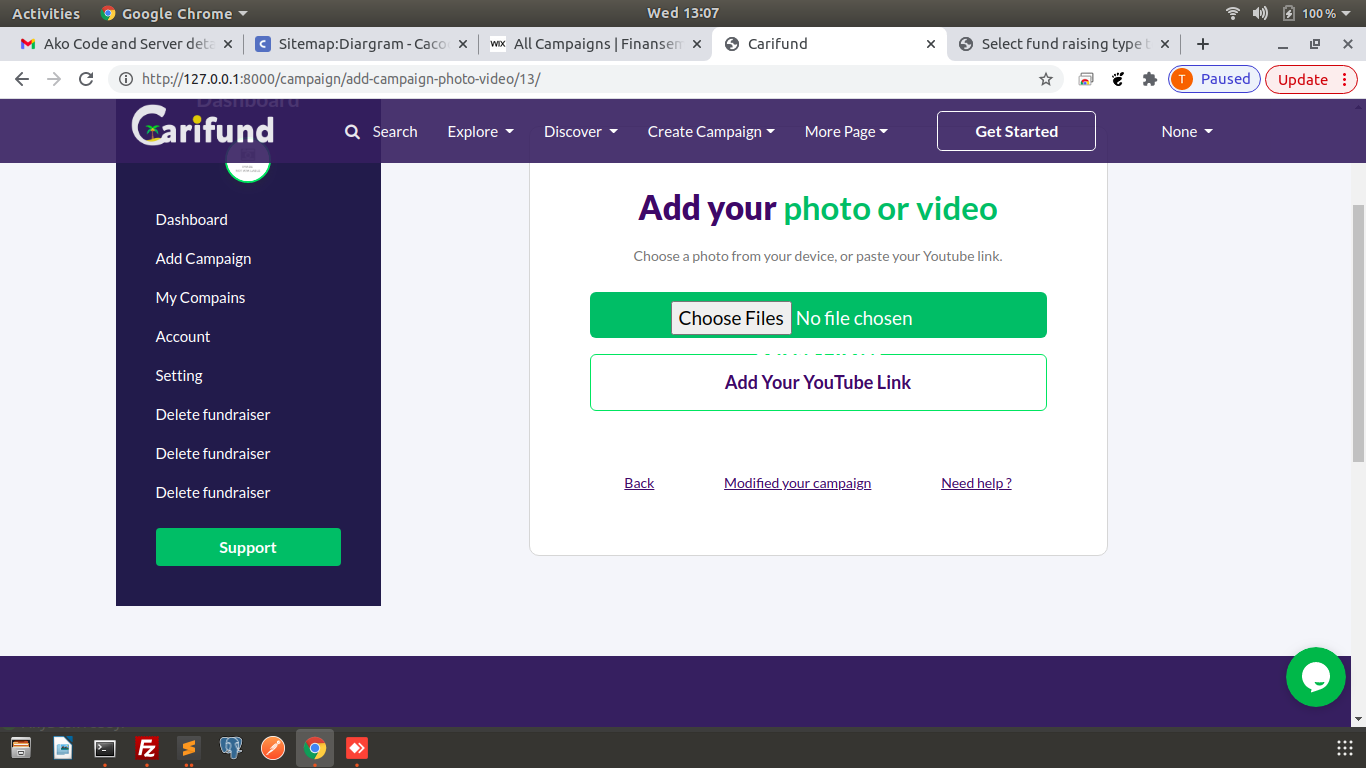 Activities Google Chrome Wed 13:07 100 %
Ako Code and Server deta Sitemap:Diargram - Caco WIX All Campaigns | Finansem Carifund Select fund raising type t
http://127.0.0.1:8000/campaign/add-campaign-photo-video/13/ T Paused Update
Dashboard
Carifund Search Explore Discover Create Campaign More Page Get Started None
Dashboard
Add Campaign
My Compains
Account
Setting
Delete fundraiser
Delete fundraiser
Delete fundraiser
Support
Add your photo or video
Choose a photo from your device, or paste your Youtube link.
Choose Files No file chosen
Add Your YouTube Link
Back Modified your campaign Need help ?
Fz